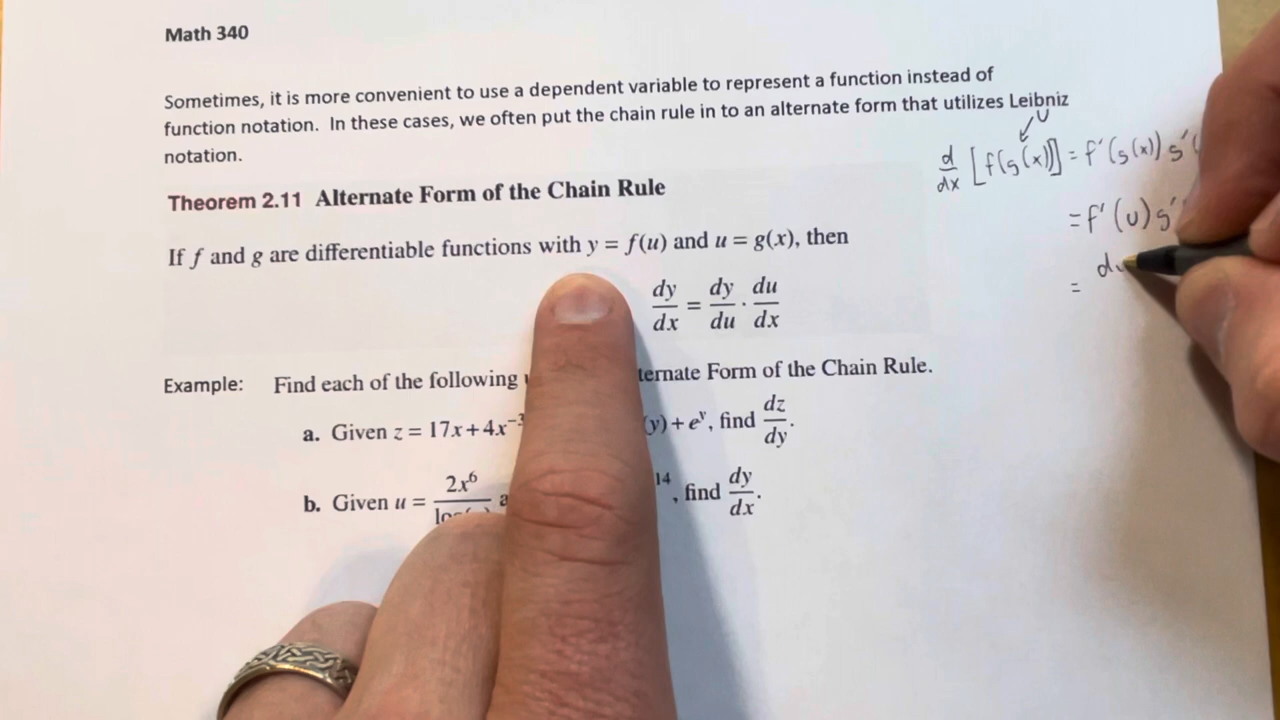 Math 340
Sometimes, it is more convenient to use a dependent variable to represent a function instead of
function notation. In these cases, we often put the chain rule in to an alternate form that utilizes Leibniz
notation.
Theorem 2.11 Alternate Form of the Chain Rule
If f and g are differentiable functions with y = f(u) and u = g(x), then
dy/dx = dy/du · du/dx
Example: Find each of the following Form of the Chain Rule.
a. Given z = 17x + 4x⁻³ (y) + eʸ, find dz/dy.
b. Given u = 2x⁶ 14, find dy/dx.
u
d/dx [f(g(x))] = f'(g(x)) g'(
= f'(u) g'
= d